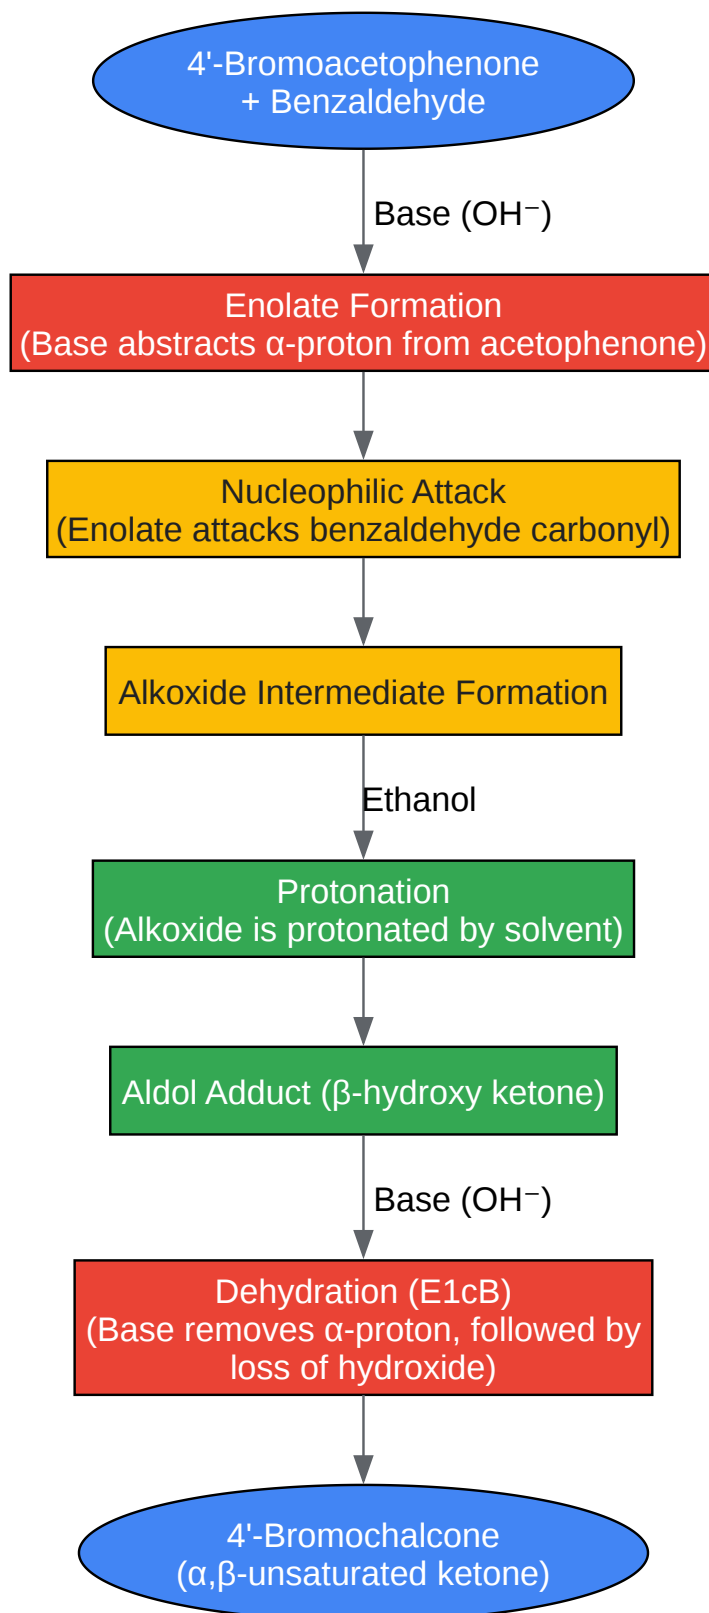 4'-Bromoacetophenone
+ Benzaldehyde
Base (OH⁻)
Enolate Formation
(Base abstracts α-proton from acetophenone)
Nucleophilic Attack
(Enolate attacks benzaldehyde carbonyl)
Alkoxide Intermediate Formation
Ethanol
Protonation
(Alkoxide is protonated by solvent)
Aldol Adduct (β-hydroxy ketone)
Base (OH⁻)
Dehydration (E1cB)
(Base removes α-proton, followed by
loss of hydroxide)
4'-Bromochalcone
(α,β-unsaturated ketone)